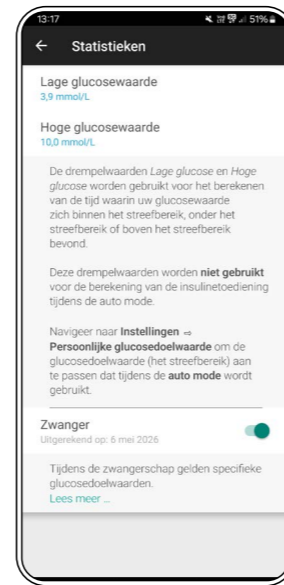 13:17 51%
← Statistieken
Lage glucosewaarde
3,9 mmol/L
Hoge glucosewaarde
10,0 mmol/L
De drempelwaarden Lage glucose en Hoge
glucose worden gebruikt voor het berekenen
van de tijd waarin uw glucosewaarde
zich binnen het streefbereik, onder het
streefbereik of boven het streefbereik
bevond.
Deze drempelwaarden worden niet gebruikt
voor de berekening van de insulinetoediening
tijdens de auto mode.
Navigeer naar Instellingen ⇨
Persoonlijke glucosedoelwaarde om de
glucosedoelwaarde (het streefbereik) aan
te passen dat tijdens de auto mode wordt
gebruikt.
Zwanger
Uitgerekend op: 6 mei 2026
Tijdens de zwangerschap gelden specifieke
glucosedoelwaarden.
Lees meer ...